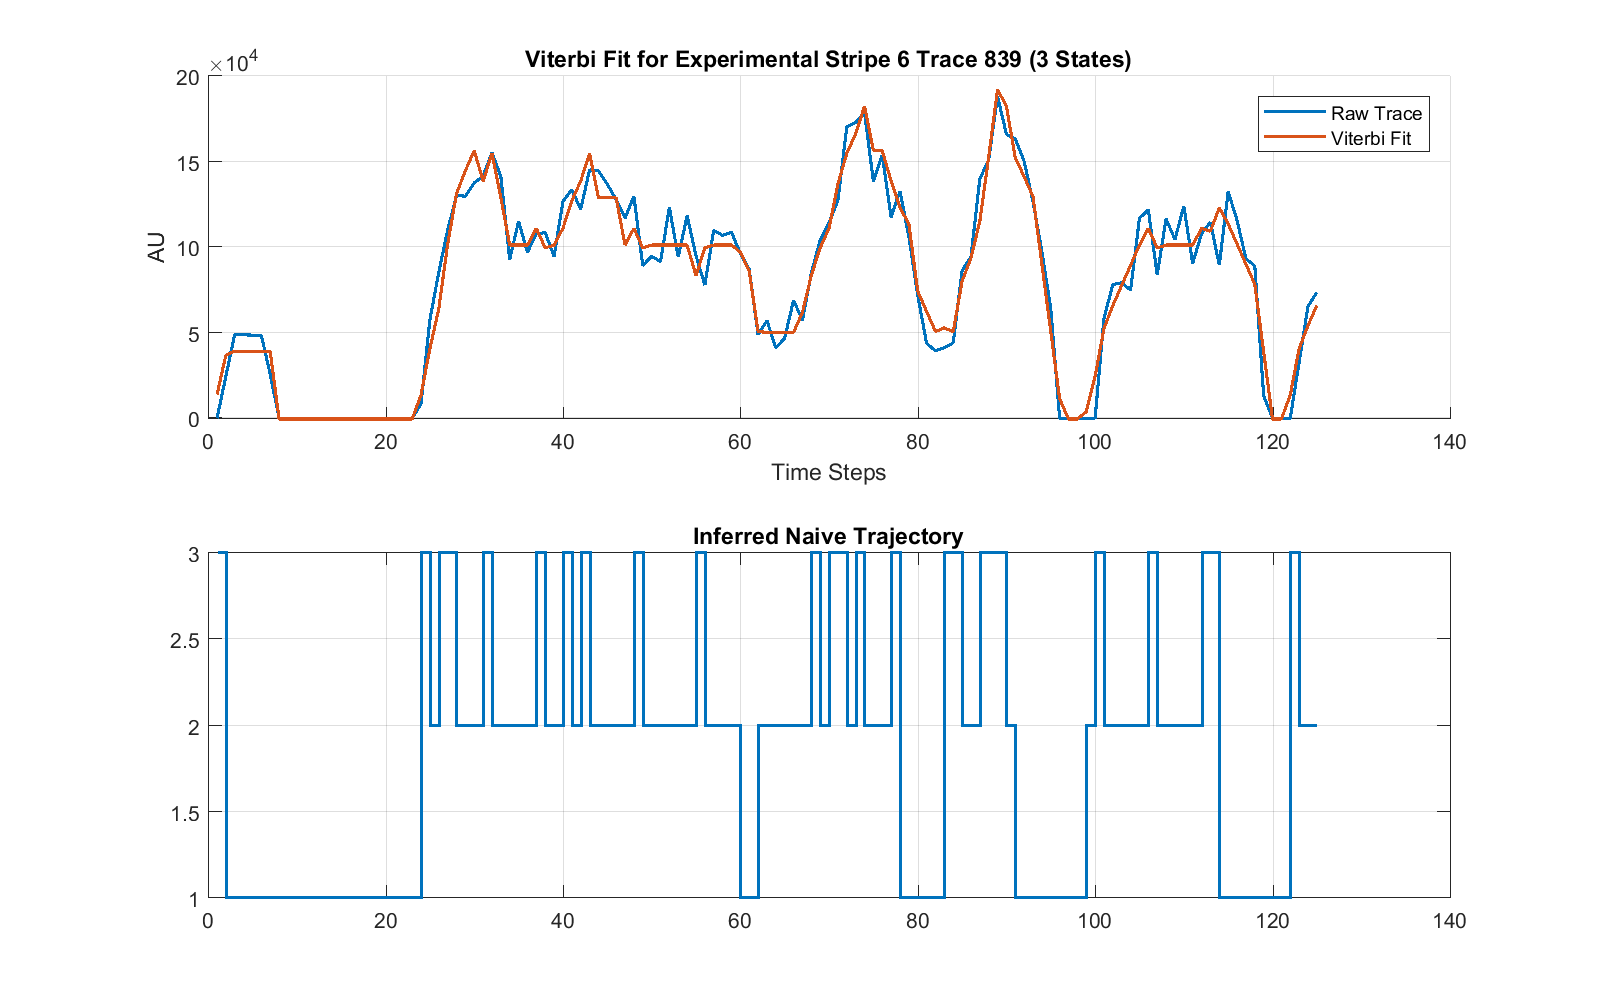 Viterbi Fit for Experimental Stripe 6 Trace 839 (3 States)
×10⁴
20
15
10
5
0
AU
Raw Trace
Viterbi Fit
0 20 40 60 80 100 120 140
Time Steps
Inferred Naive Trajectory
3
2.5
2
1.5
1
0 20 40 60 80 100 120 140